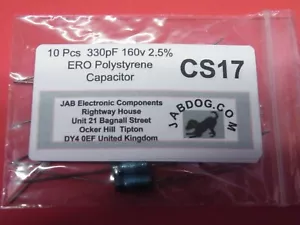 10 Pcs 330pF 160v 2.5%
ERO Polystyrene
Capacitor
CS17
JAB Electronic Components
Rightway House
Unit 21 Bagnall Street
Ocker Hill Tipton
DY4 0EF United Kingdom
JABDOG.COM